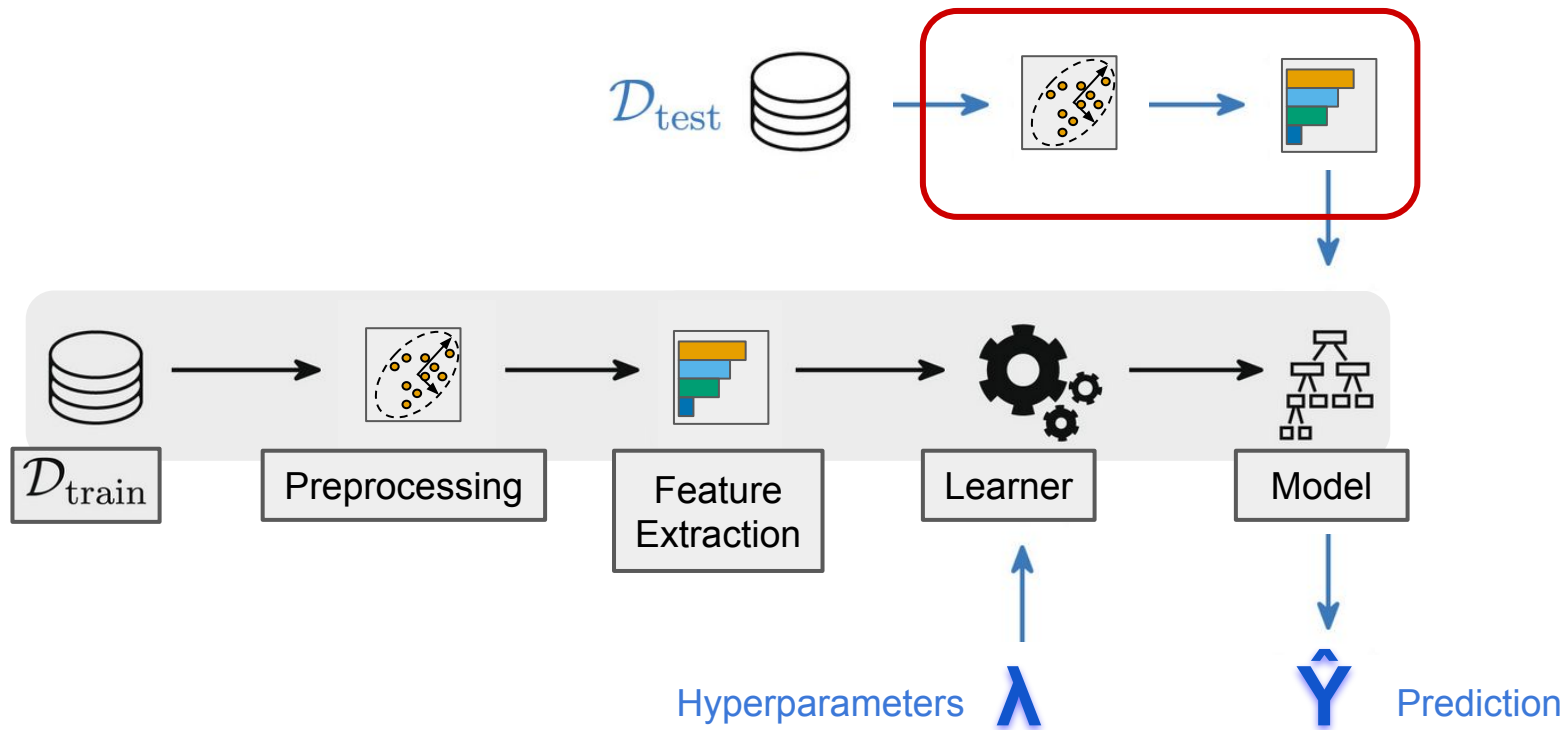 𝒟test
𝒟train
Preprocessing
Feature
Extraction
Learner
Model
Hyperparameters λ
Ŷ Prediction